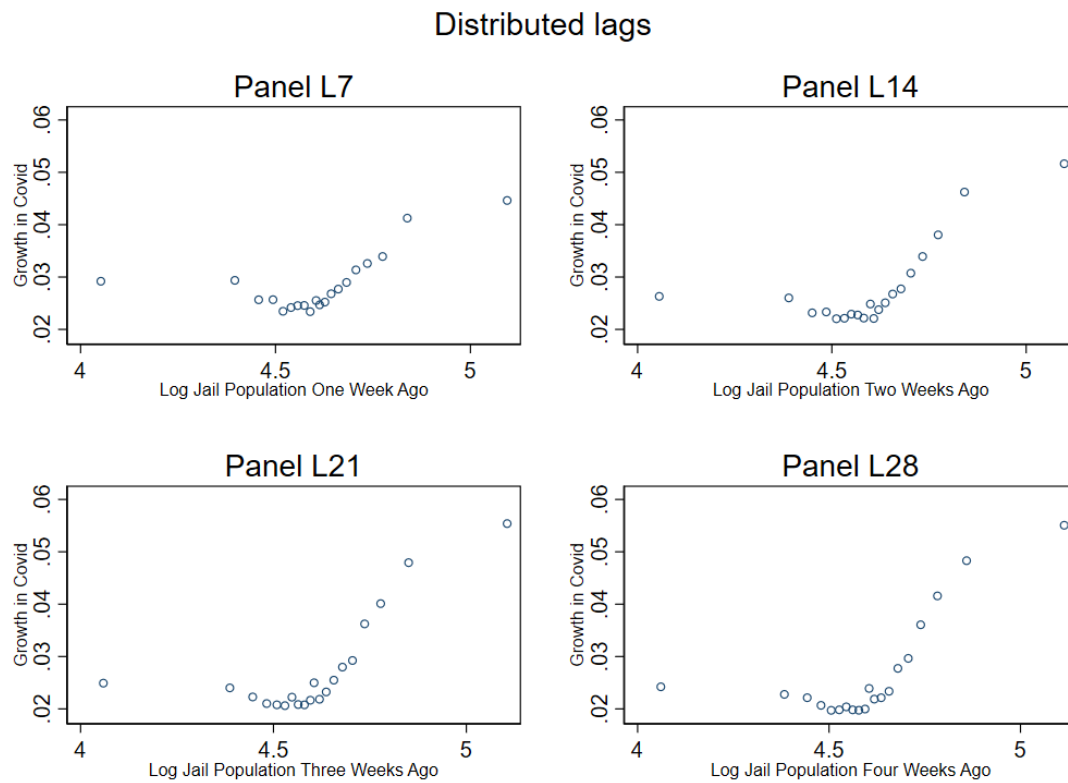 Distributed lags
Panel L7
Growth in Covid
.06
.05
.04
.03
.02
4
4.5
5
Log Jail Population One Week Ago
Panel L14
Growth in Covid
.06
.05
.04
.03
.02
4
4.5
5
Log Jail Population Two Weeks Ago
Panel L21
Growth in Covid
.06
.05
.04
.03
.02
4
4.5
5
Log Jail Population Three Weeks Ago
Panel L28
Growth in Covid
.06
.05
.04
.03
.02
4
4.5
5
Log Jail Population Four Weeks Ago